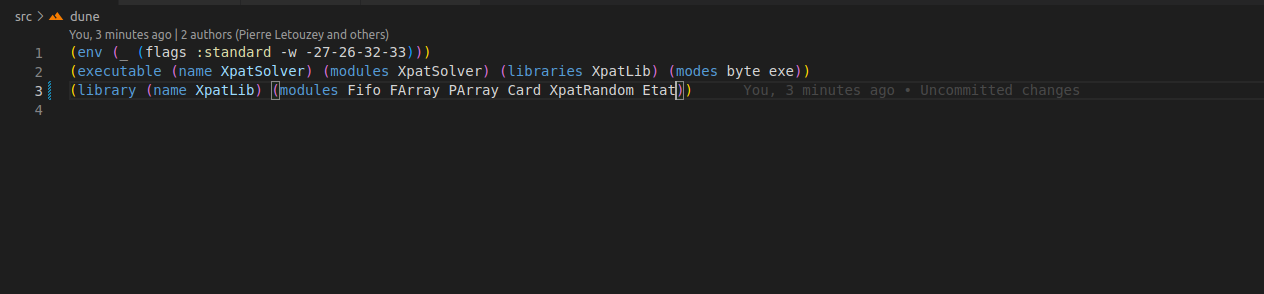 src > dune
You, 3 minutes ago | 2 authors (Pierre Letouzey and others)
1 (env (_ (flags :standard -w -27-26-32-33)))
2 (executable (name XpatSolver) (modules XpatSolver) (libraries XpatLib) (modes byte exe))
3 (library (name XpatLib) (modules Fifo FArray PArray Card XpatRandom Etat)) You, 3 minutes ago • Uncommitted changes
4